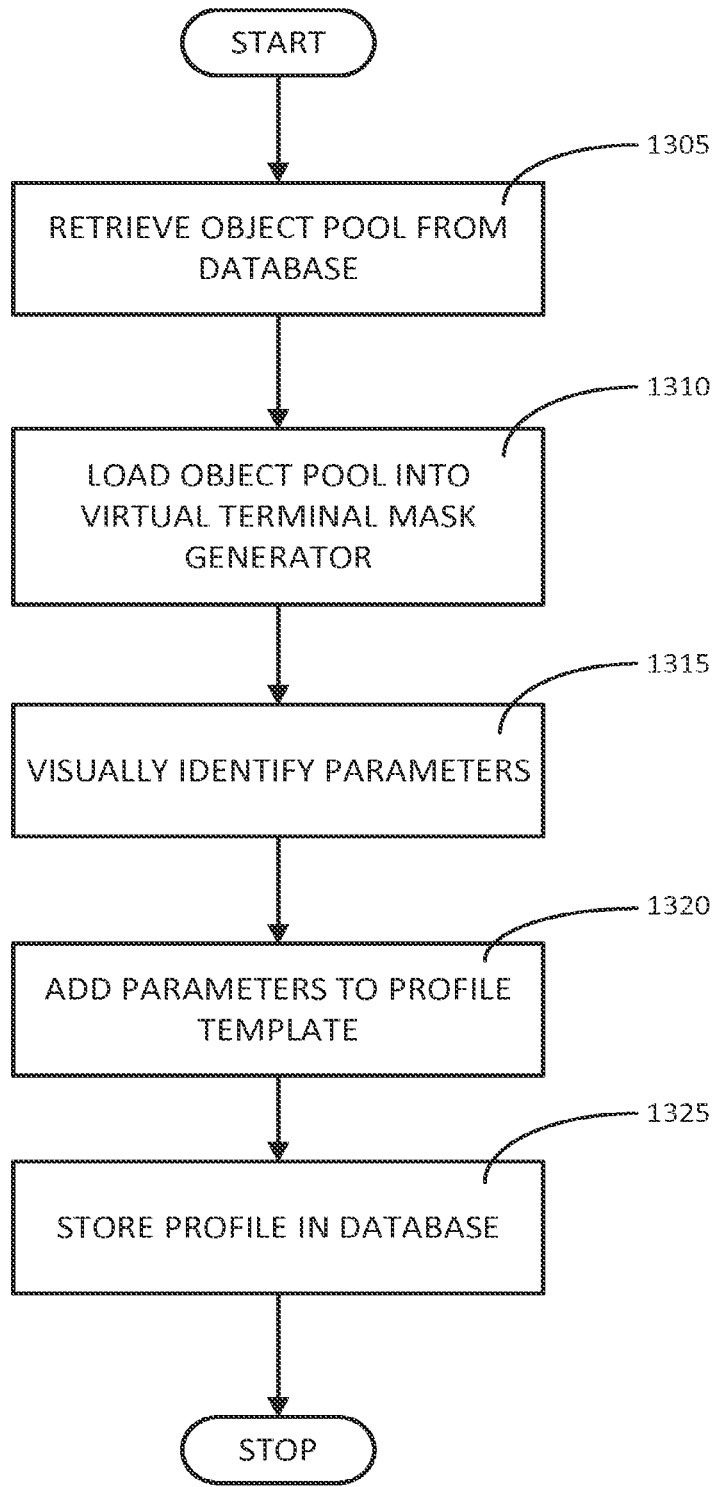 START
1305
RETRIEVE OBJECT POOL FROM
DATABASE
1310
LOAD OBJECT POOL INTO
VIRTUAL TERMINAL MASK
GENERATOR
1315
VISUALLY IDENTIFY PARAMETERS
1320
ADD PARAMETERS TO PROFILE
TEMPLATE
1325
STORE PROFILE IN DATABASE
STOP